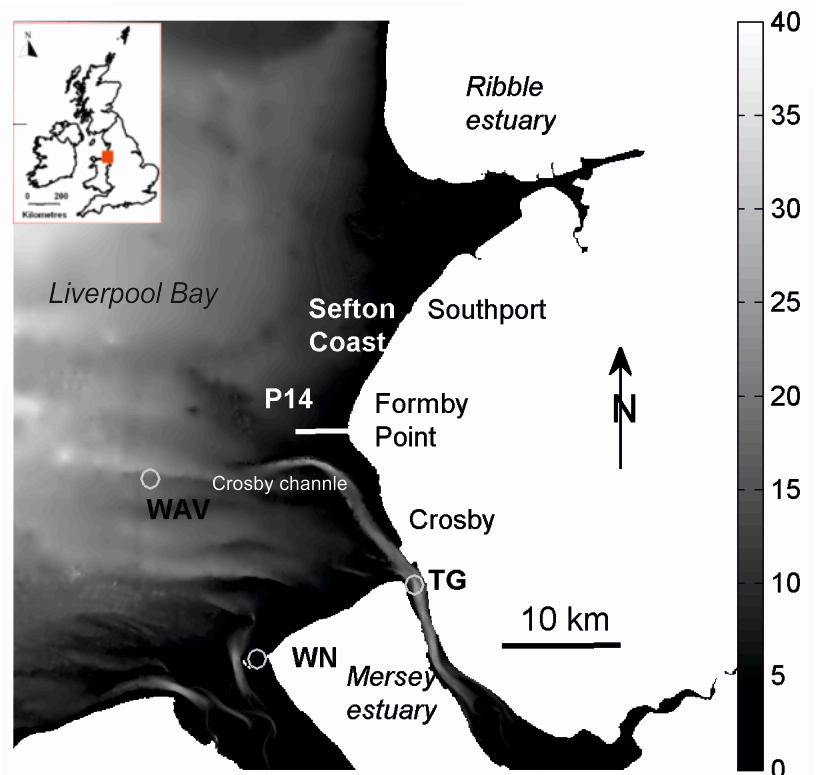 N
0 200
Kilometres
Ribble
estuary
Liverpool Bay
Sefton
Coast
Southport
P14
Formby
Point
N
WAV
Crosby channle
Crosby
TG
10 km
WN
Mersey
estuary
40
35
30
25
20
15
10
5
0